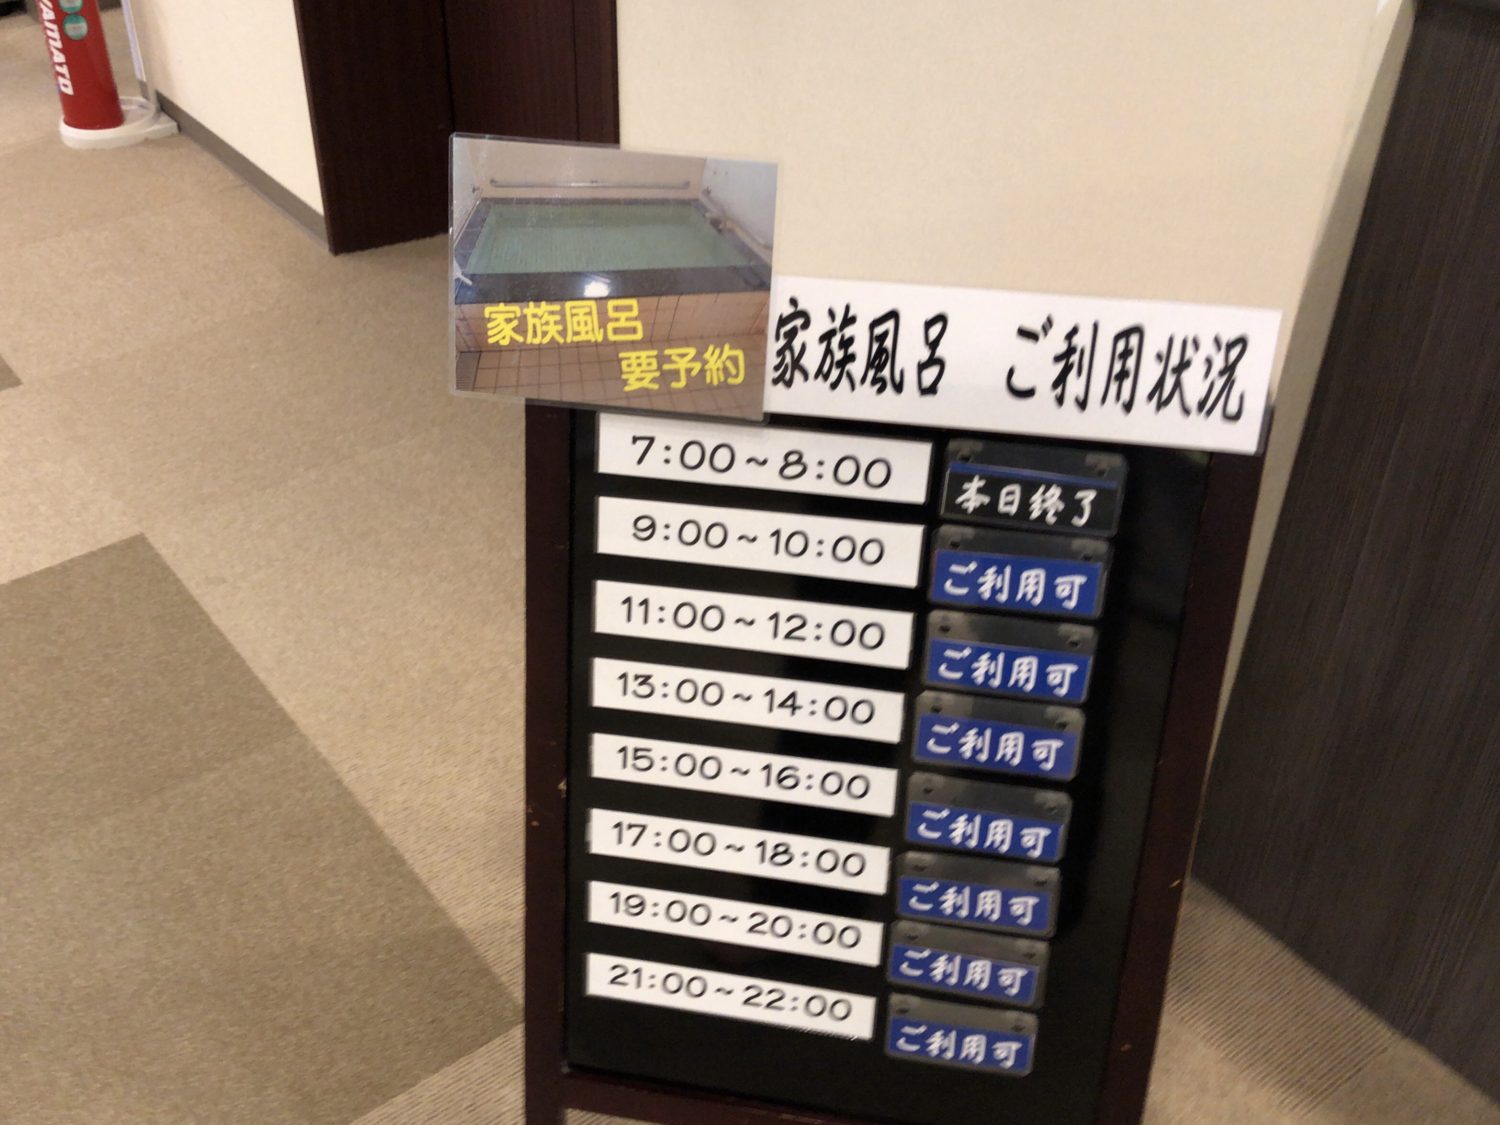 YAMATO
家族風呂
要予約
家族風呂 ご利用状況
7:00~8:00 本日終了
9:00~10:00 ご利用可
11:00~12:00 ご利用可
13:00~14:00 ご利用可
15:00~16:00 ご利用可
17:00~18:00 ご利用可
19:00~20:00 ご利用可
21:00~22:00 ご利用可